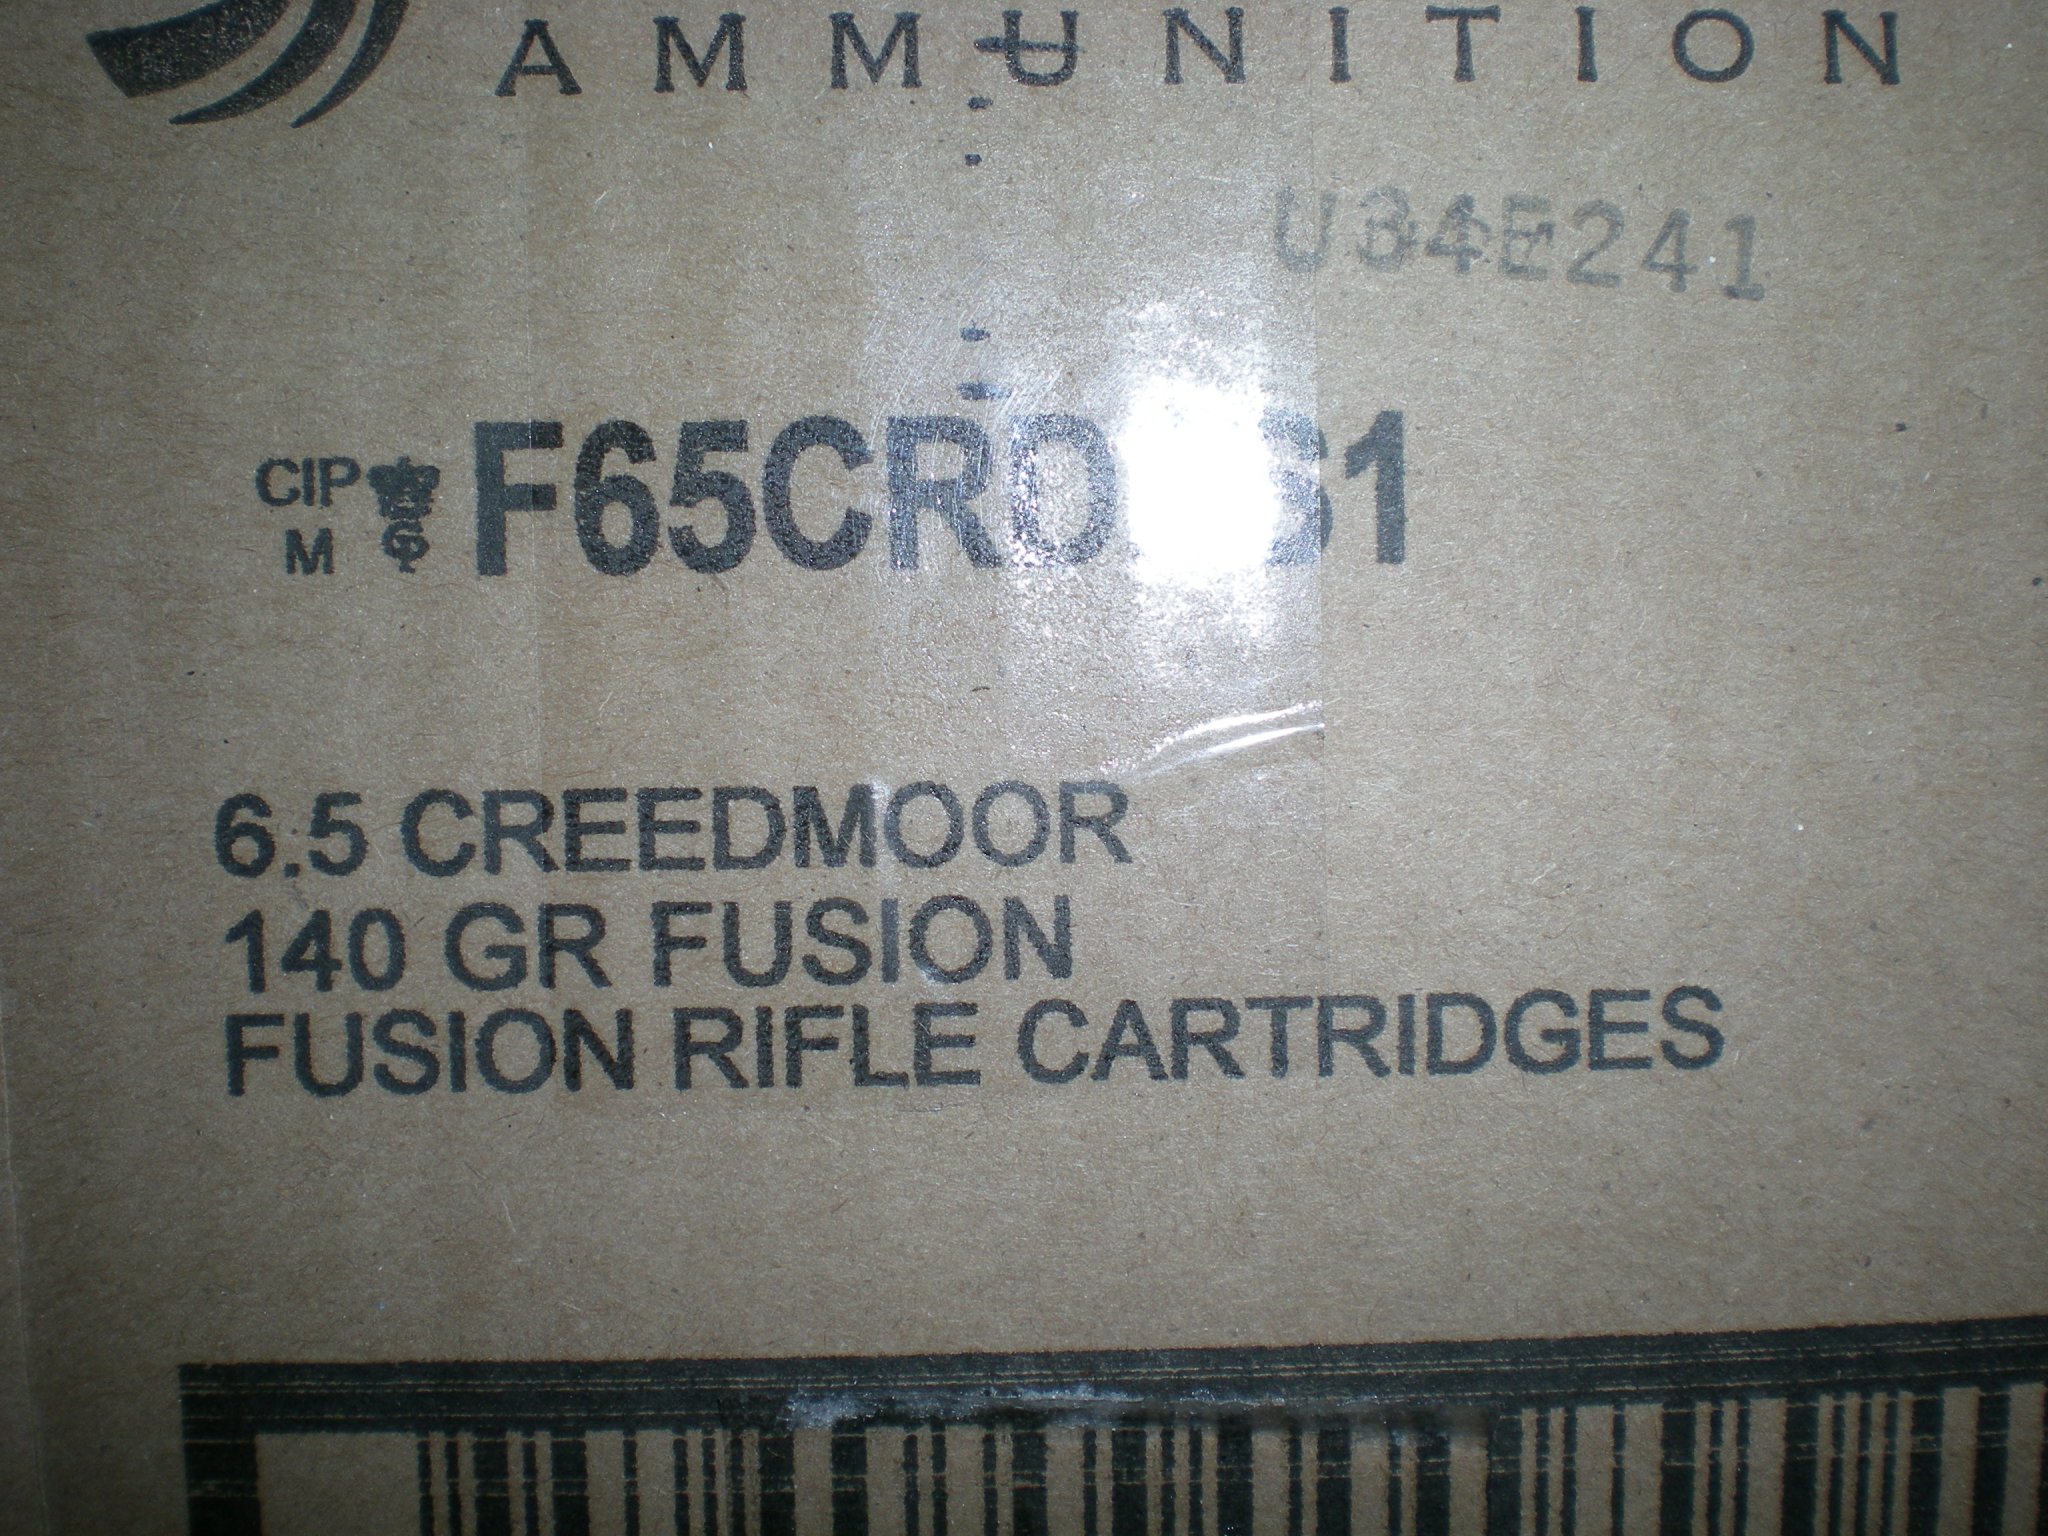 AMMUNITION
U34E241
CIP
M
6.5 CREEDMOOR
140 GR FUSION
FUSION RIFLE CARTRIDGES